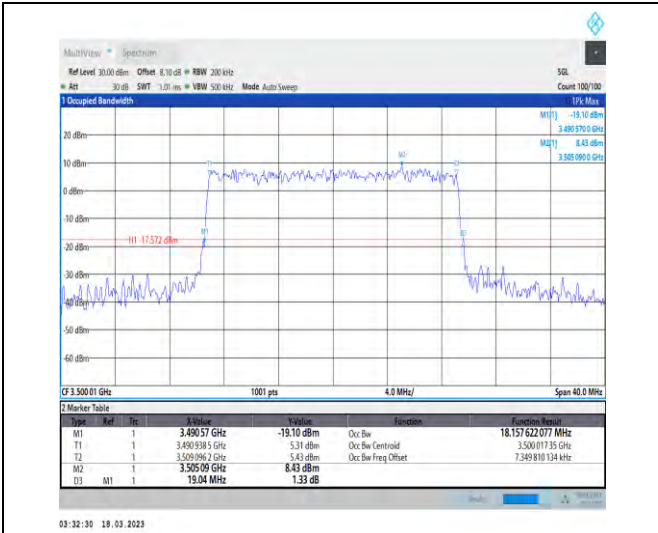 MultiView Spectrum
Ref Level 30.00 dBm Offset 8.10 dB RBW 200 kHz SGL
Att 30 dB SWT 1.01 ms VBW 500 kHz Mode Auto Sweep Count 100/100
1 Occupied Bandwidth 1Pk Max
M1[1] -19.10 dBm
3.490 570 0 GHz
M2[1] 8.43 dBm
3.505 090 0 GHz
20 dBm
10 dBm
0 dBm
-10 dBm
-20 dBm
-30 dBm
-40 dBm
-50 dBm
-60 dBm
T1
M2
M1
H1 -17.572 dBm
CF 3.500 01 GHz 1001 pts 4.0 MHz/ Span 40.0 MHz
2 Marker Table
Type Ref Trc X-Value Y-Value Function Function Result
M1 1 3.49057 GHz -19.10 dBm Occ Bw 18.157 622 077 MHz
T1 1 3.490 938 5 GHz 5.31 dBm Occ Bw Centroid 3.500 017 35 GHz
T2 1 3.509 096 2 GHz 5.43 dBm Occ Bw Freq Offset 7.349 810 134 kHz
M2 1 3.505 09 GHz 8.43 dBm
D3 M1 1 19.04 MHz 1.33 dB
03:32:30 18.03.2023